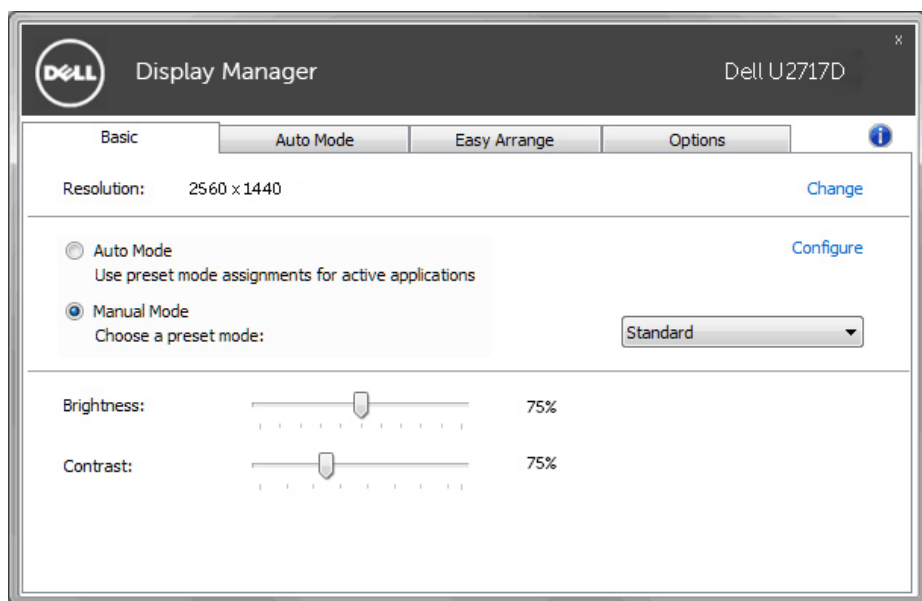 x
DELL Display Manager Dell U2717D
Basic Auto Mode Easy Arrange Options i
Resolution: 2560 x 1440 Change
Auto Mode Configure
Use preset mode assignments for active applications
Manual Mode
Choose a preset mode: Standard
Brightness: 75%
Contrast: 75%